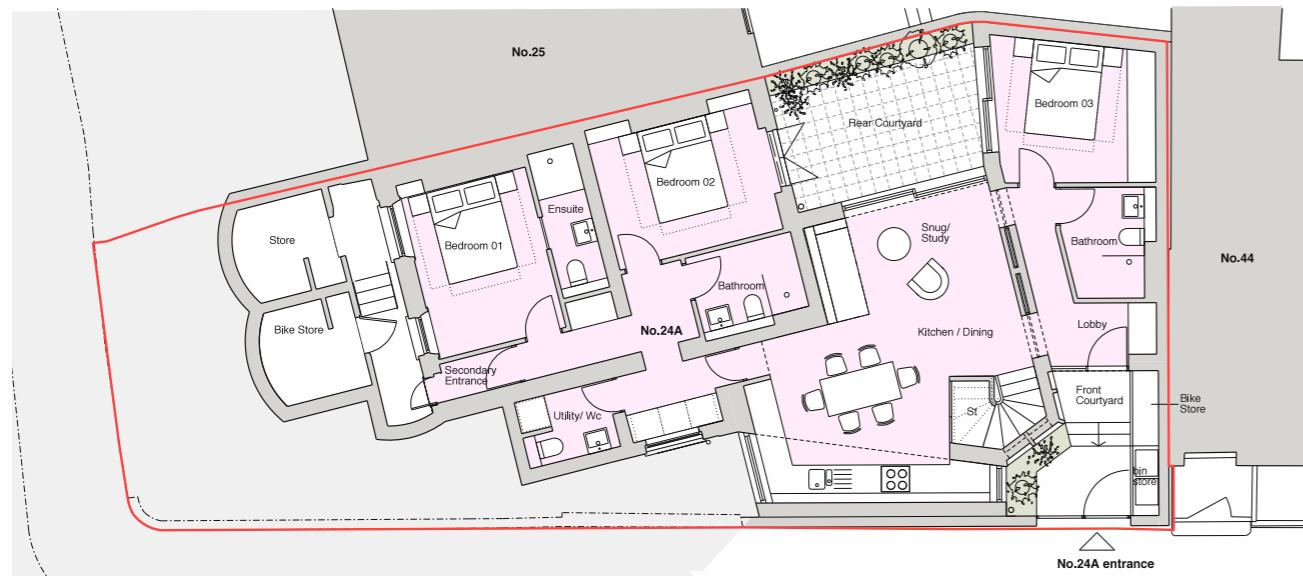 No.25
Bedroom 03
Rear Courtyard
Bedroom 02
Ensuite
Store
Bedroom 01
Snug/
Study
Bathroom
No.44
Bathroom
Bike Store
No.24A
Kitchen / Dining
Lobby
Secondary
Entrance
Front
Courtyard
Bike
Store
St
Utility/ Wc
bin
store
No.24A entrance